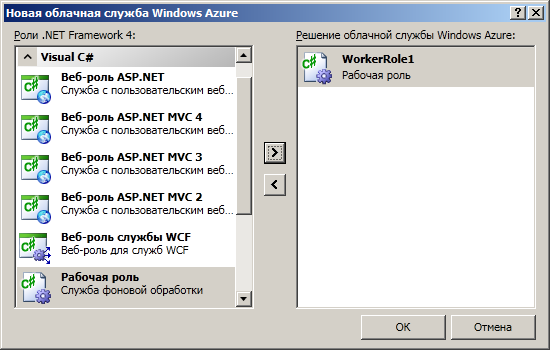 Новая облачная служба Windows Azure
Роли .NET Framework 4:
Visual C#
Веб-роль ASP.NET
Служба с пользовательским веб...
Веб-роль ASP.NET MVC 4
Служба с пользовательским веб...
Веб-роль ASP.NET MVC 3
Служба с пользовательским веб...
Веб-роль ASP.NET MVC 2
Служба с пользовательским веб...
Веб-роль службы WCF
Веб-роль для служб WCF
Рабочая роль
Служба фоновой обработки
Решение облачной службы Windows Azure:
WorkerRole1
Рабочая роль
ОК
Отмена